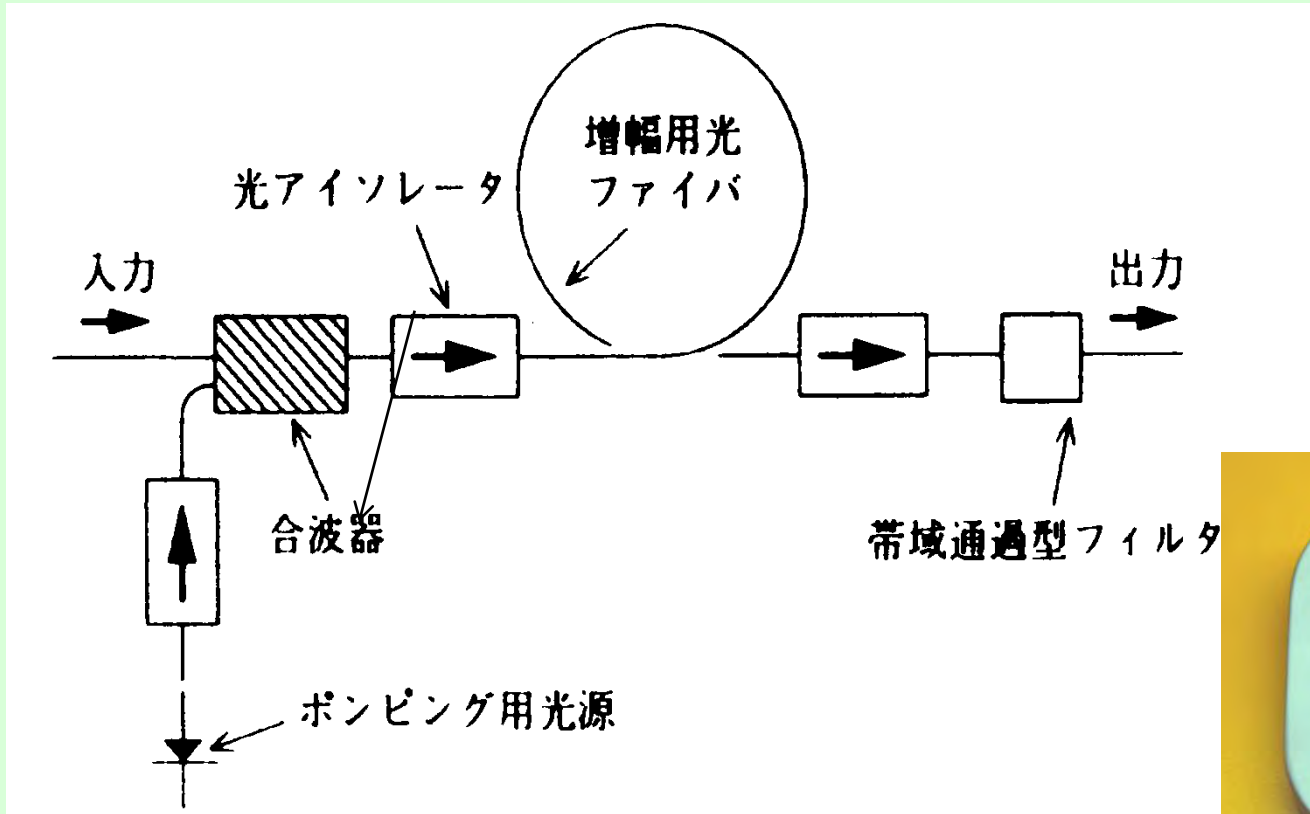 増幅用光
ファイバ
光アイソレータ
入力
出力
合波器
帯域通過型フィルタ
ポンピング用光源